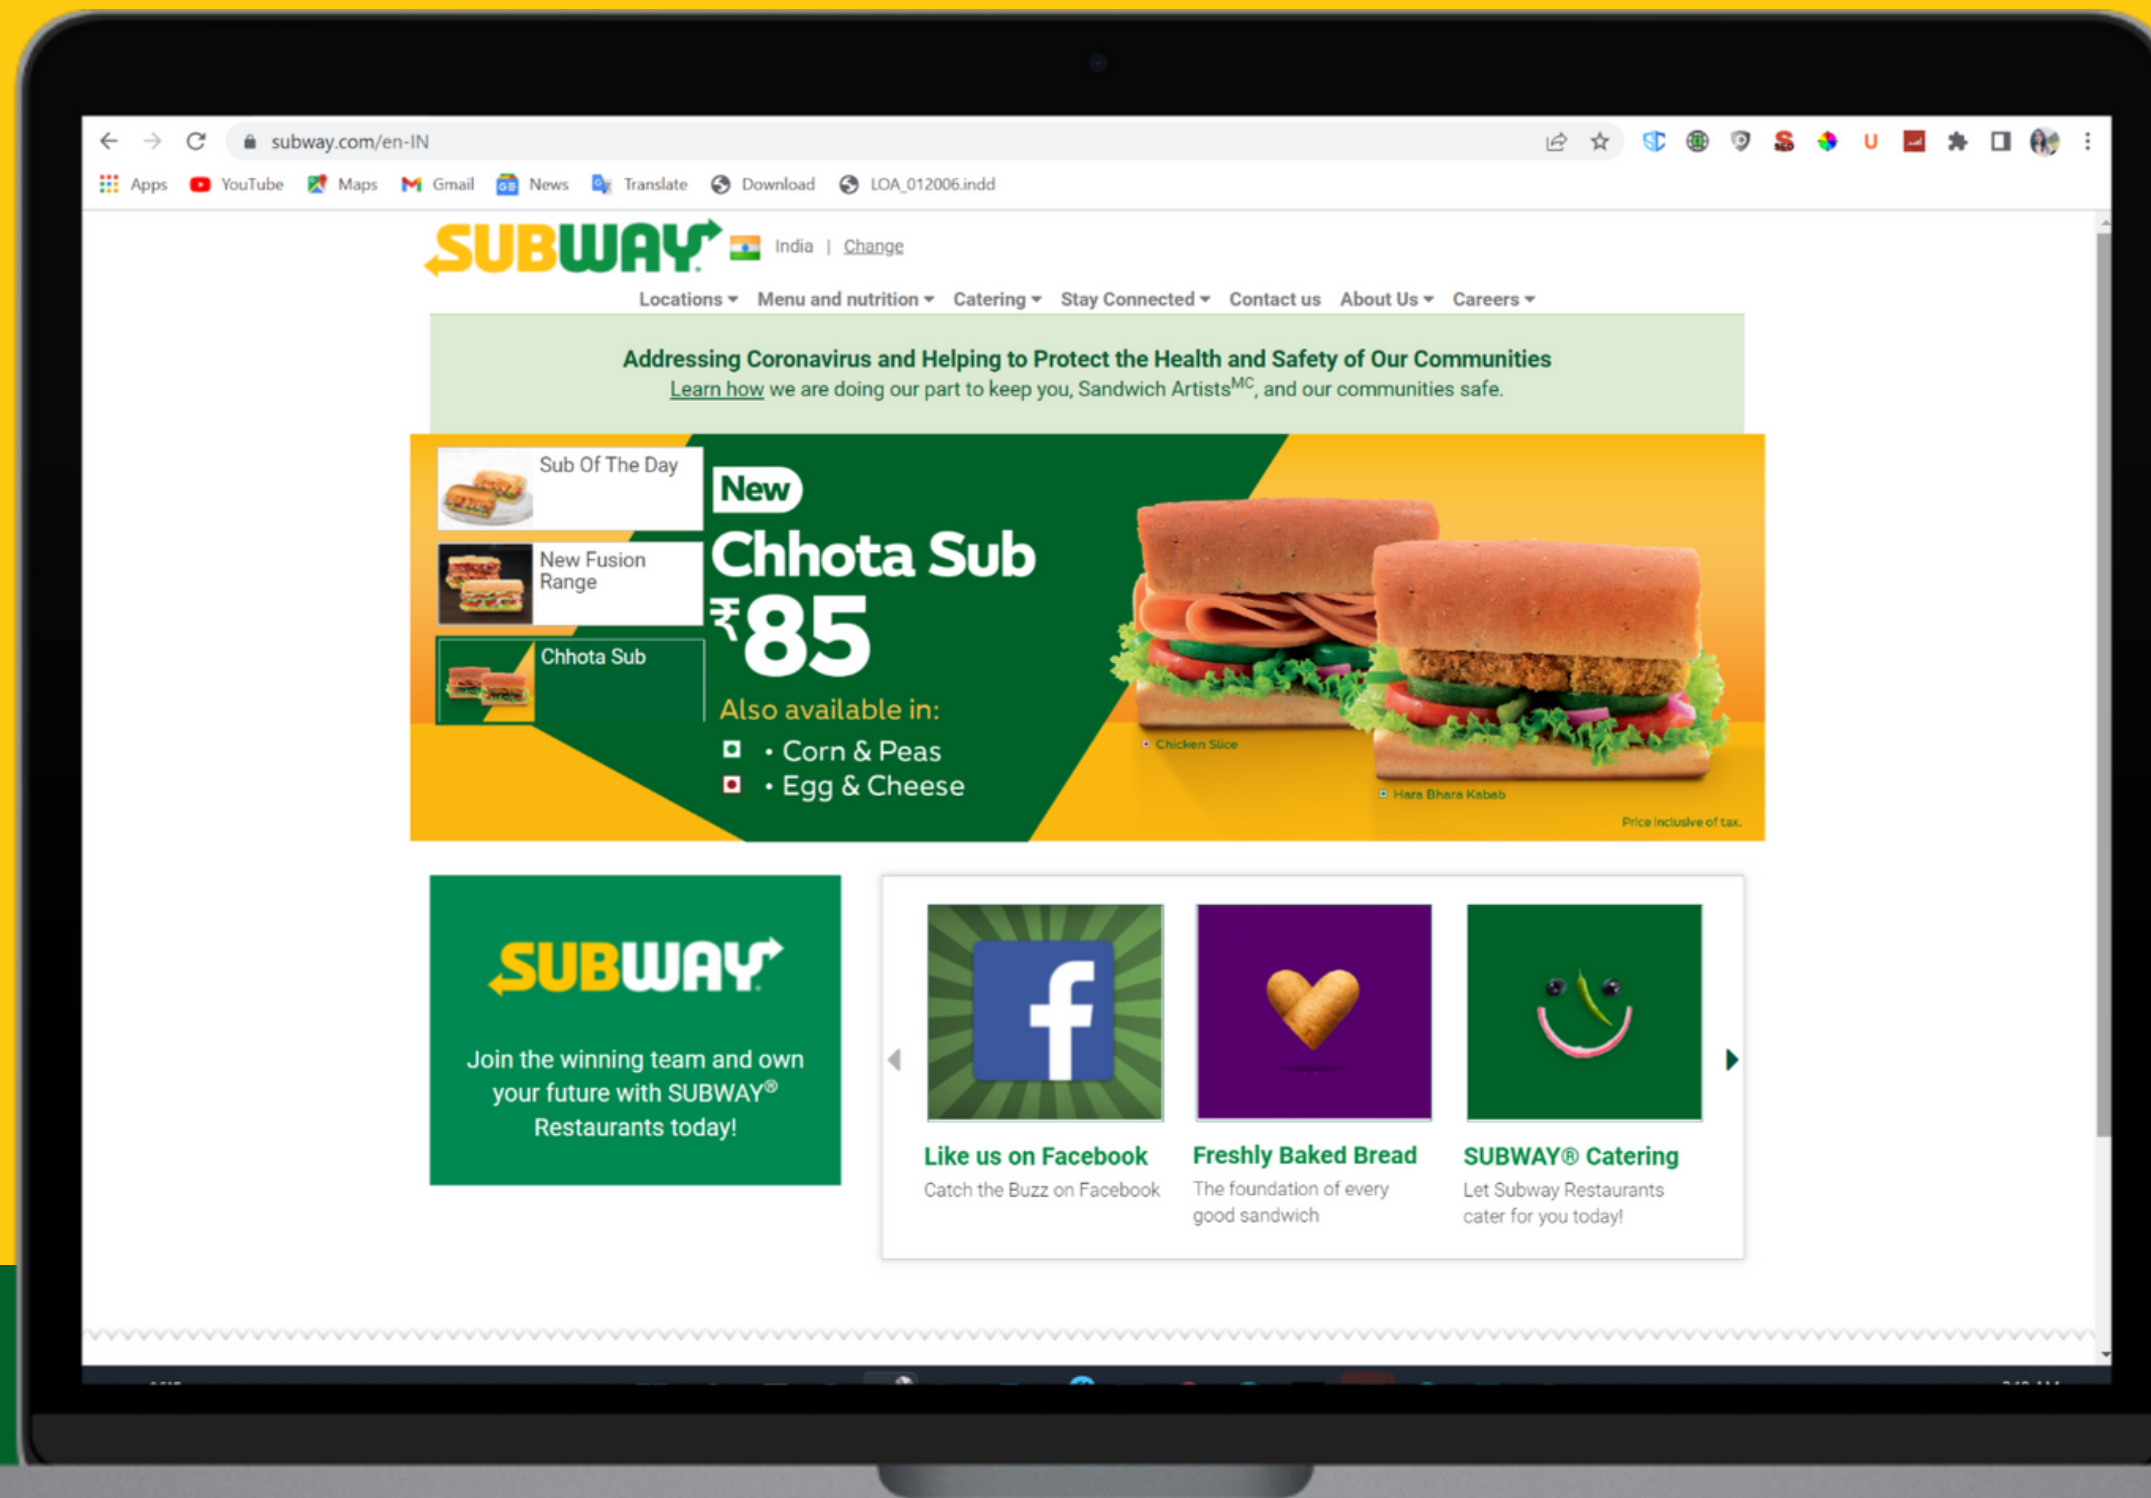 subway.com/en-IN
Apps YouTube Maps Gmail News Translate Download LOA_012006.indd
SUBWAY India | Change
Locations Menu and nutrition Catering Stay Connected Contact us About Us Careers
Addressing Coronavirus and Helping to Protect the Health and Safety of Our Communities
Learn how we are doing our part to keep you, Sandwich ArtistsMC, and our communities safe.
Sub Of The Day
New Fusion
Range
Chhota Sub
New
Chhota Sub
₹85
Also available in:
• Corn & Peas
• Egg & Cheese
Chicken Slice
Hara Bhara Kabab
Price inclusive of tax.
SUBWAY
Join the winning team and own
your future with SUBWAY®
Restaurants today!
Like us on Facebook
Catch the Buzz on Facebook
Freshly Baked Bread
The foundation of every
good sandwich
SUBWAY® Catering
Let Subway Restaurants
cater for you today!